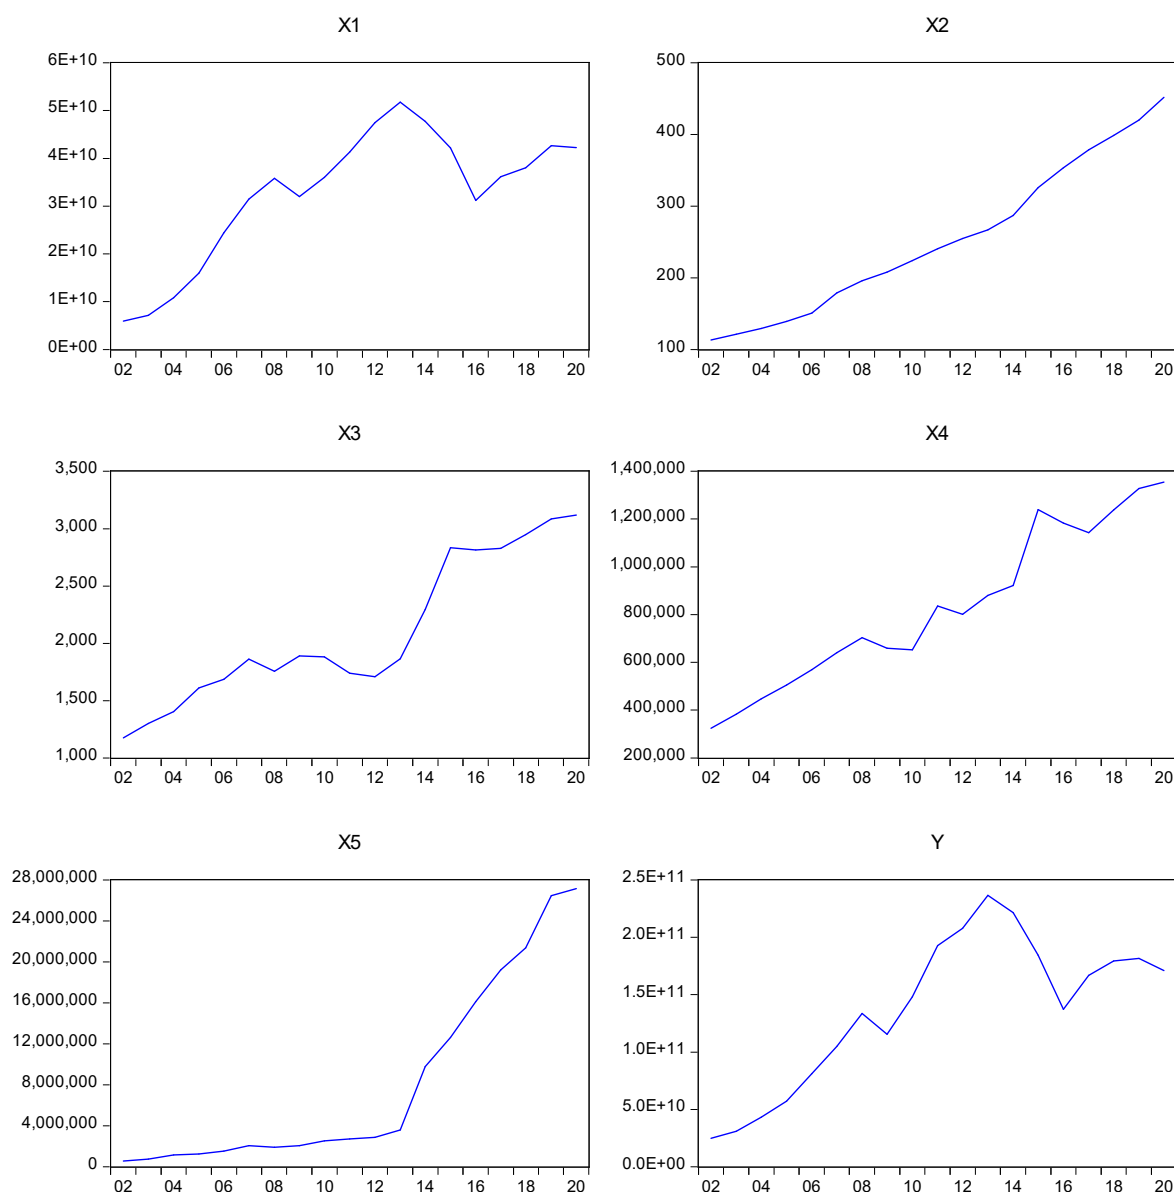 X1 X2
6E+10 500
5E+10
4E+10 400
3E+10 300
2E+10 200
1E+10
0E+00 100
02 04 06 08 10 12 14 16 18 20 02 04 06 08 10 12 14 16 18 20
X3 X4
3,500 1,400,000
3,000 1,200,000
2,500 1,000,000
2,000 800,000
1,500 600,000
400,000
1,000 200,000
02 04 06 08 10 12 14 16 18 20 02 04 06 08 10 12 14 16 18 20
X5 Y
28,000,000 2.5E+11
24,000,000 2.0E+11
20,000,000 1.5E+11
16,000,000
12,000,000 1.0E+11
8,000,000 5.0E+10
4,000,000
0 0.0E+00
02 04 06 08 10 12 14 16 18 20 02 04 06 08 10 12 14 16 18 20